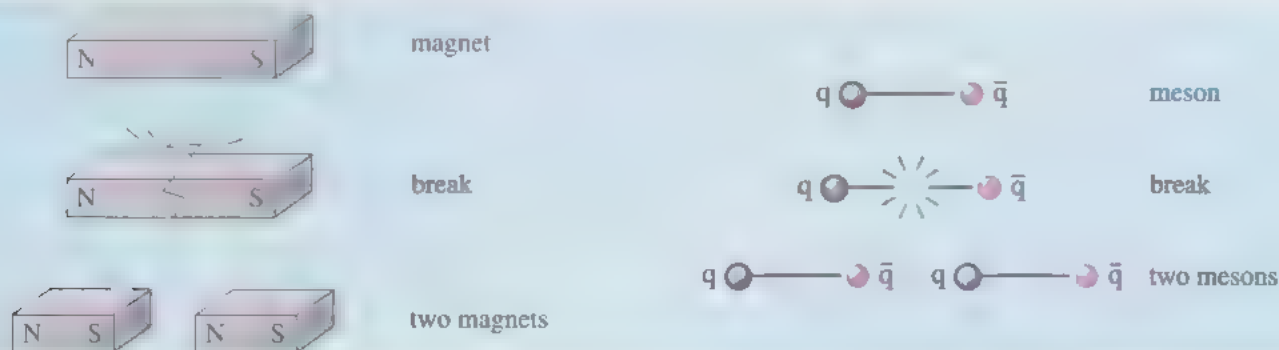 N S magnet
q q̄ meson
N S break
q q̄ break
q q̄ q q̄ two mesons
N S N S two magnets